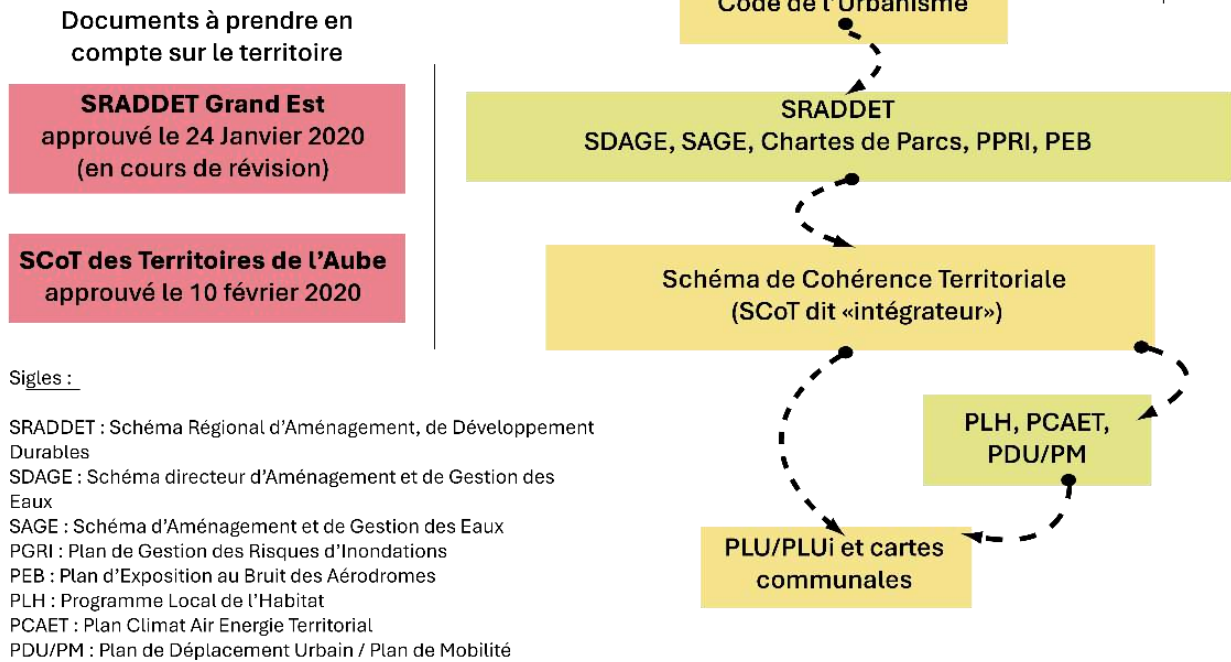 Documents à prendre en
compte sur le territoire
SRADDET Grand Est
approuvé le 24 Janvier 2020
(en cours de révision)
SCoT des Territoires de l'Aube
approuvé le 10 février 2020
Code de l'Urbanisme
SRADDET
SDAGE, SAGE, Chartes de Parcs, PPRI, PEB
Schéma de Cohérence Territoriale
(SCoT dit «intégrateur»)
PLH, PCAET,
PDU/PM
PLU/PLUi et cartes
communales
Sigles :
SRADDET : Schéma Régional d'Aménagement, de Développement
Durables
SDAGE : Schéma directeur d'Aménagement et de Gestion des
Eaux
SAGE : Schéma d'Aménagement et de Gestion des Eaux
PGRI : Plan de Gestion des Risques d'Inondations
PEB : Plan d'Exposition au Bruit des Aérodromes
PLH : Programme Local de l'Habitat
PCAET : Plan Climat Air Energie Territorial
PDU/PM : Plan de Déplacement Urbain / Plan de Mobilité